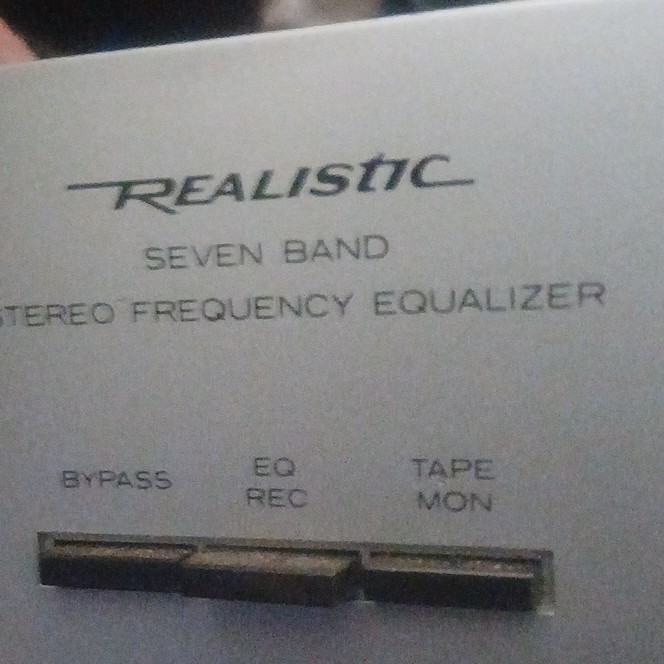 REALISTIC
SEVEN BAND
STEREO FREQUENCY EQUALIZER
BYPASS
EQ
REC
TAPE
MON